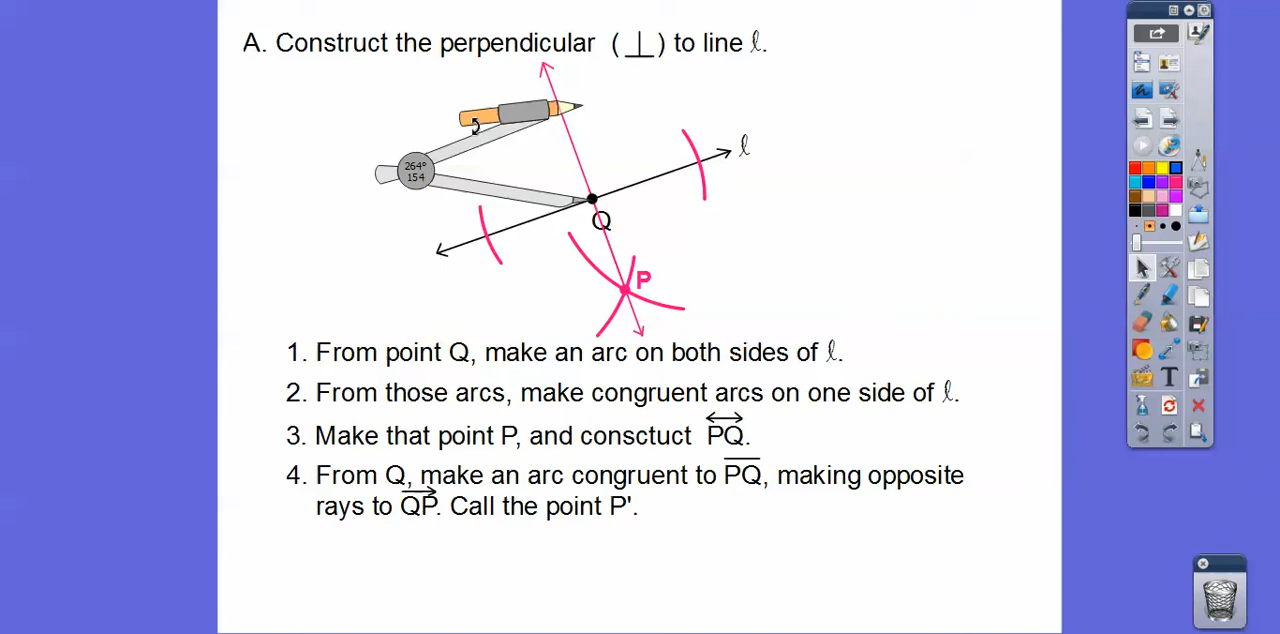 A. Construct the perpendicular ( ⊥ ) to line ℓ.
264°
154
ℓ
Q
P
1. From point Q, make an arc on both sides of ℓ.
2. From those arcs, make congruent arcs on one side of ℓ.
3. Make that point P, and consctuct PQ.
4. From Q, make an arc congruent to PQ, making opposite
rays to QP. Call the point P'.
T